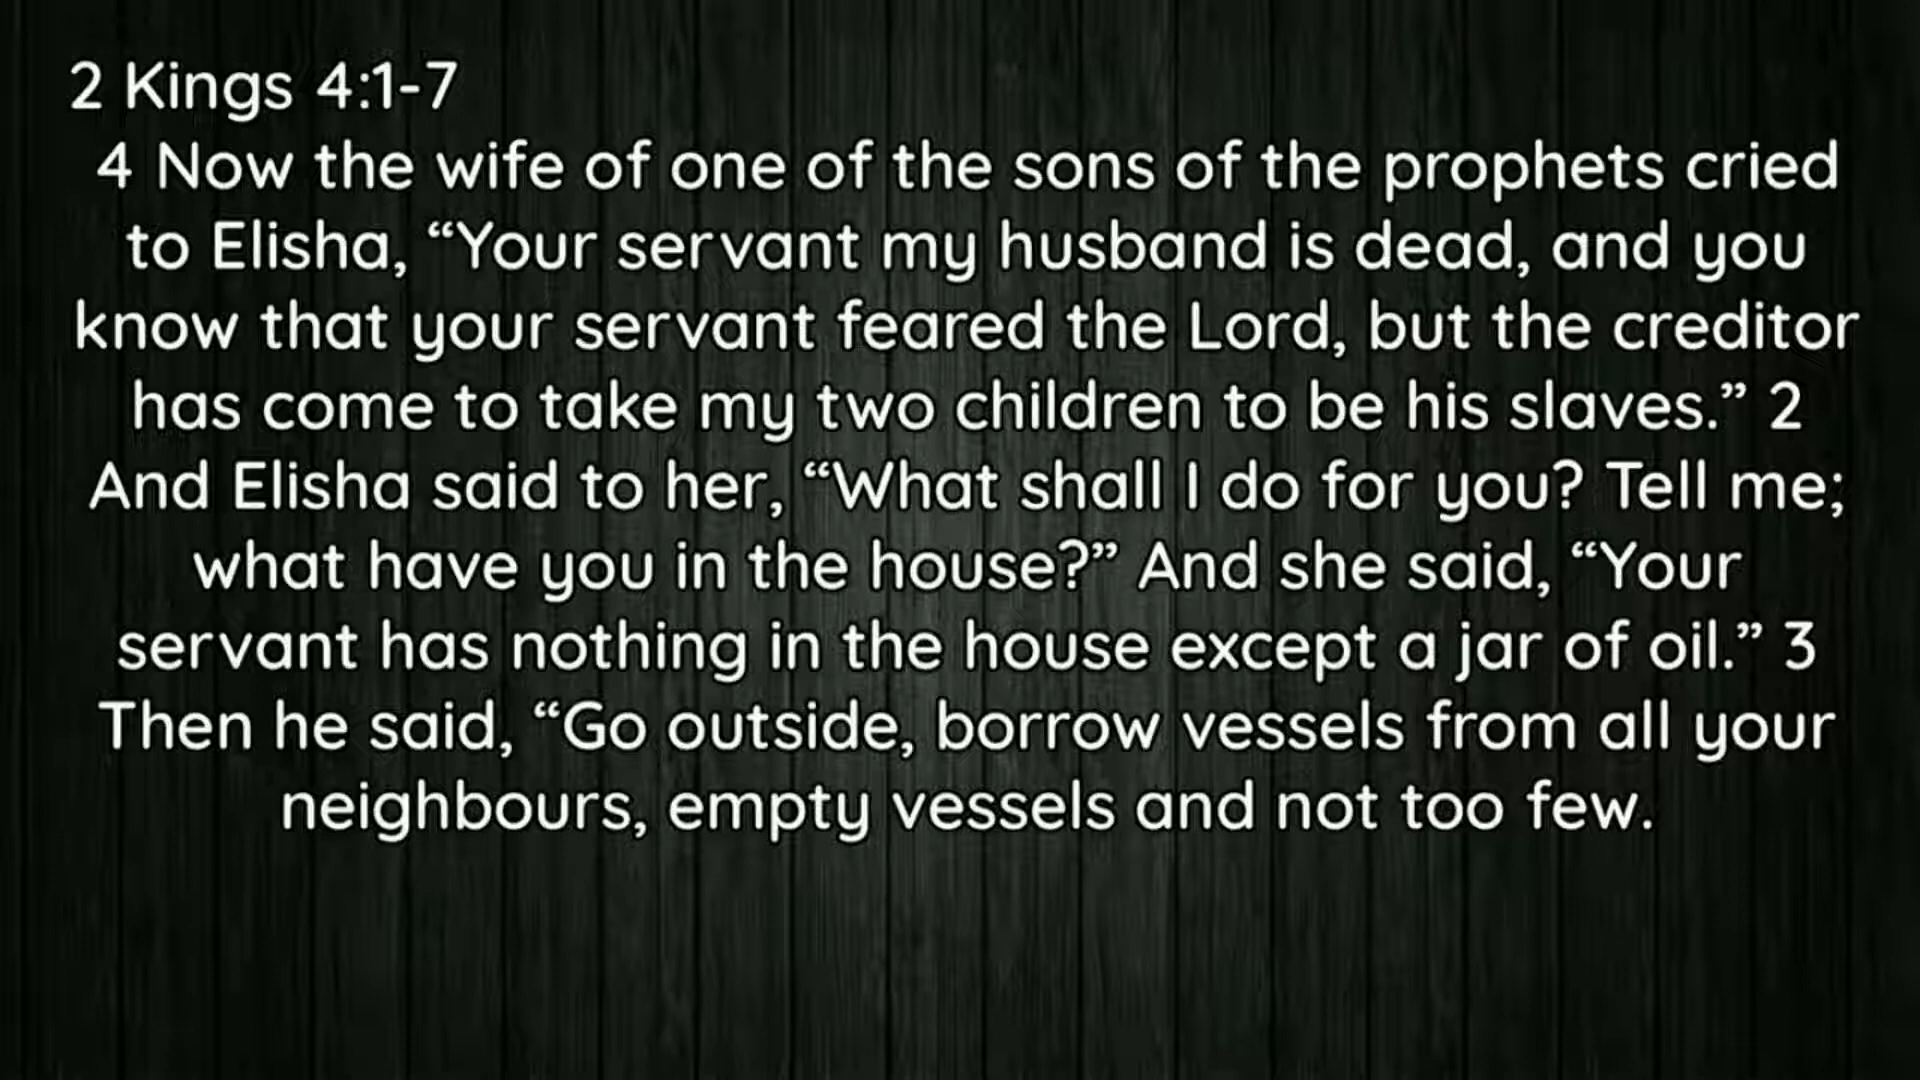 2 Kings 4:1-7
4 Now the wife of one of the sons of the prophets cried
to Elisha, “Your servant my husband is dead, and you
know that your servant feared the Lord, but the creditor
has come to take my two children to be his slaves.” 2
And Elisha said to her, “What shall I do for you? Tell me;
what have you in the house?” And she said, “Your
servant has nothing in the house except a jar of oil.” 3
Then he said, “Go outside, borrow vessels from all your
neighbours, empty vessels and not too few.